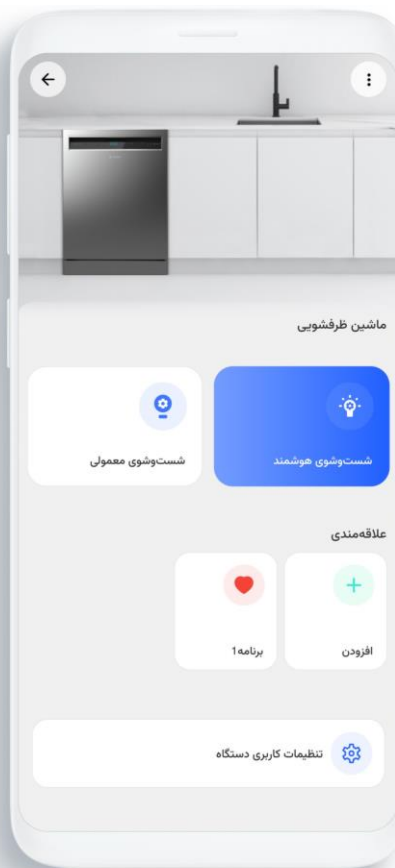 ماشین ظرفشویی
شست‌وشوی هوشمند
شست‌وشوی معمولی
علاقه‌مندی
افزودن
برنامه1
تنظیمات کاربری دستگاه